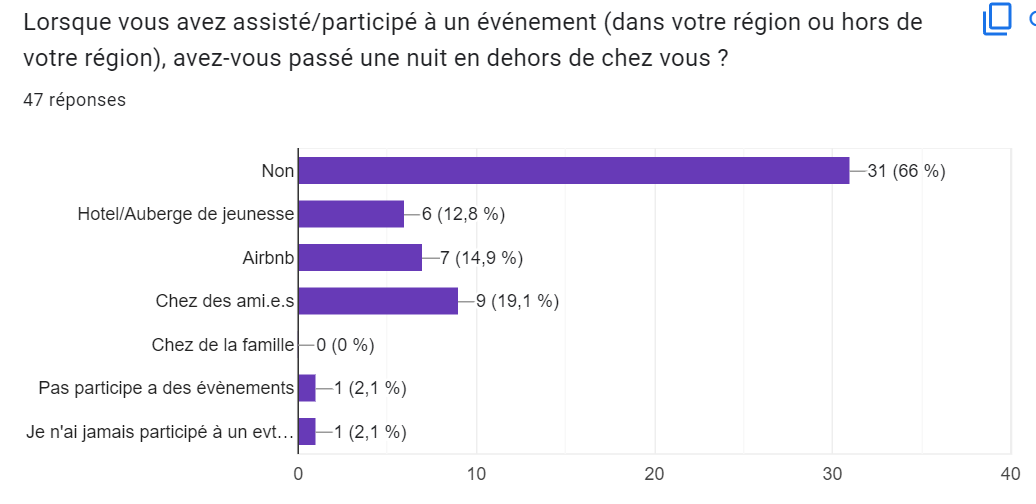 Lorsque vous avez assisté/participé à un événement (dans votre région ou hors de
votre région), avez-vous passé une nuit en dehors de chez vous ?
47 réponses
Non 31 (66 %)
Hotel/Auberge de jeunesse 6 (12,8 %)
Airbnb 7 (14,9 %)
Chez des ami.e.s 9 (19,1 %)
Chez de la famille 0 (0 %)
Pas participe a des évènements 1 (2,1 %)
Je n'ai jamais participé à un evt… 1 (2,1 %)
0 10 20 30 40